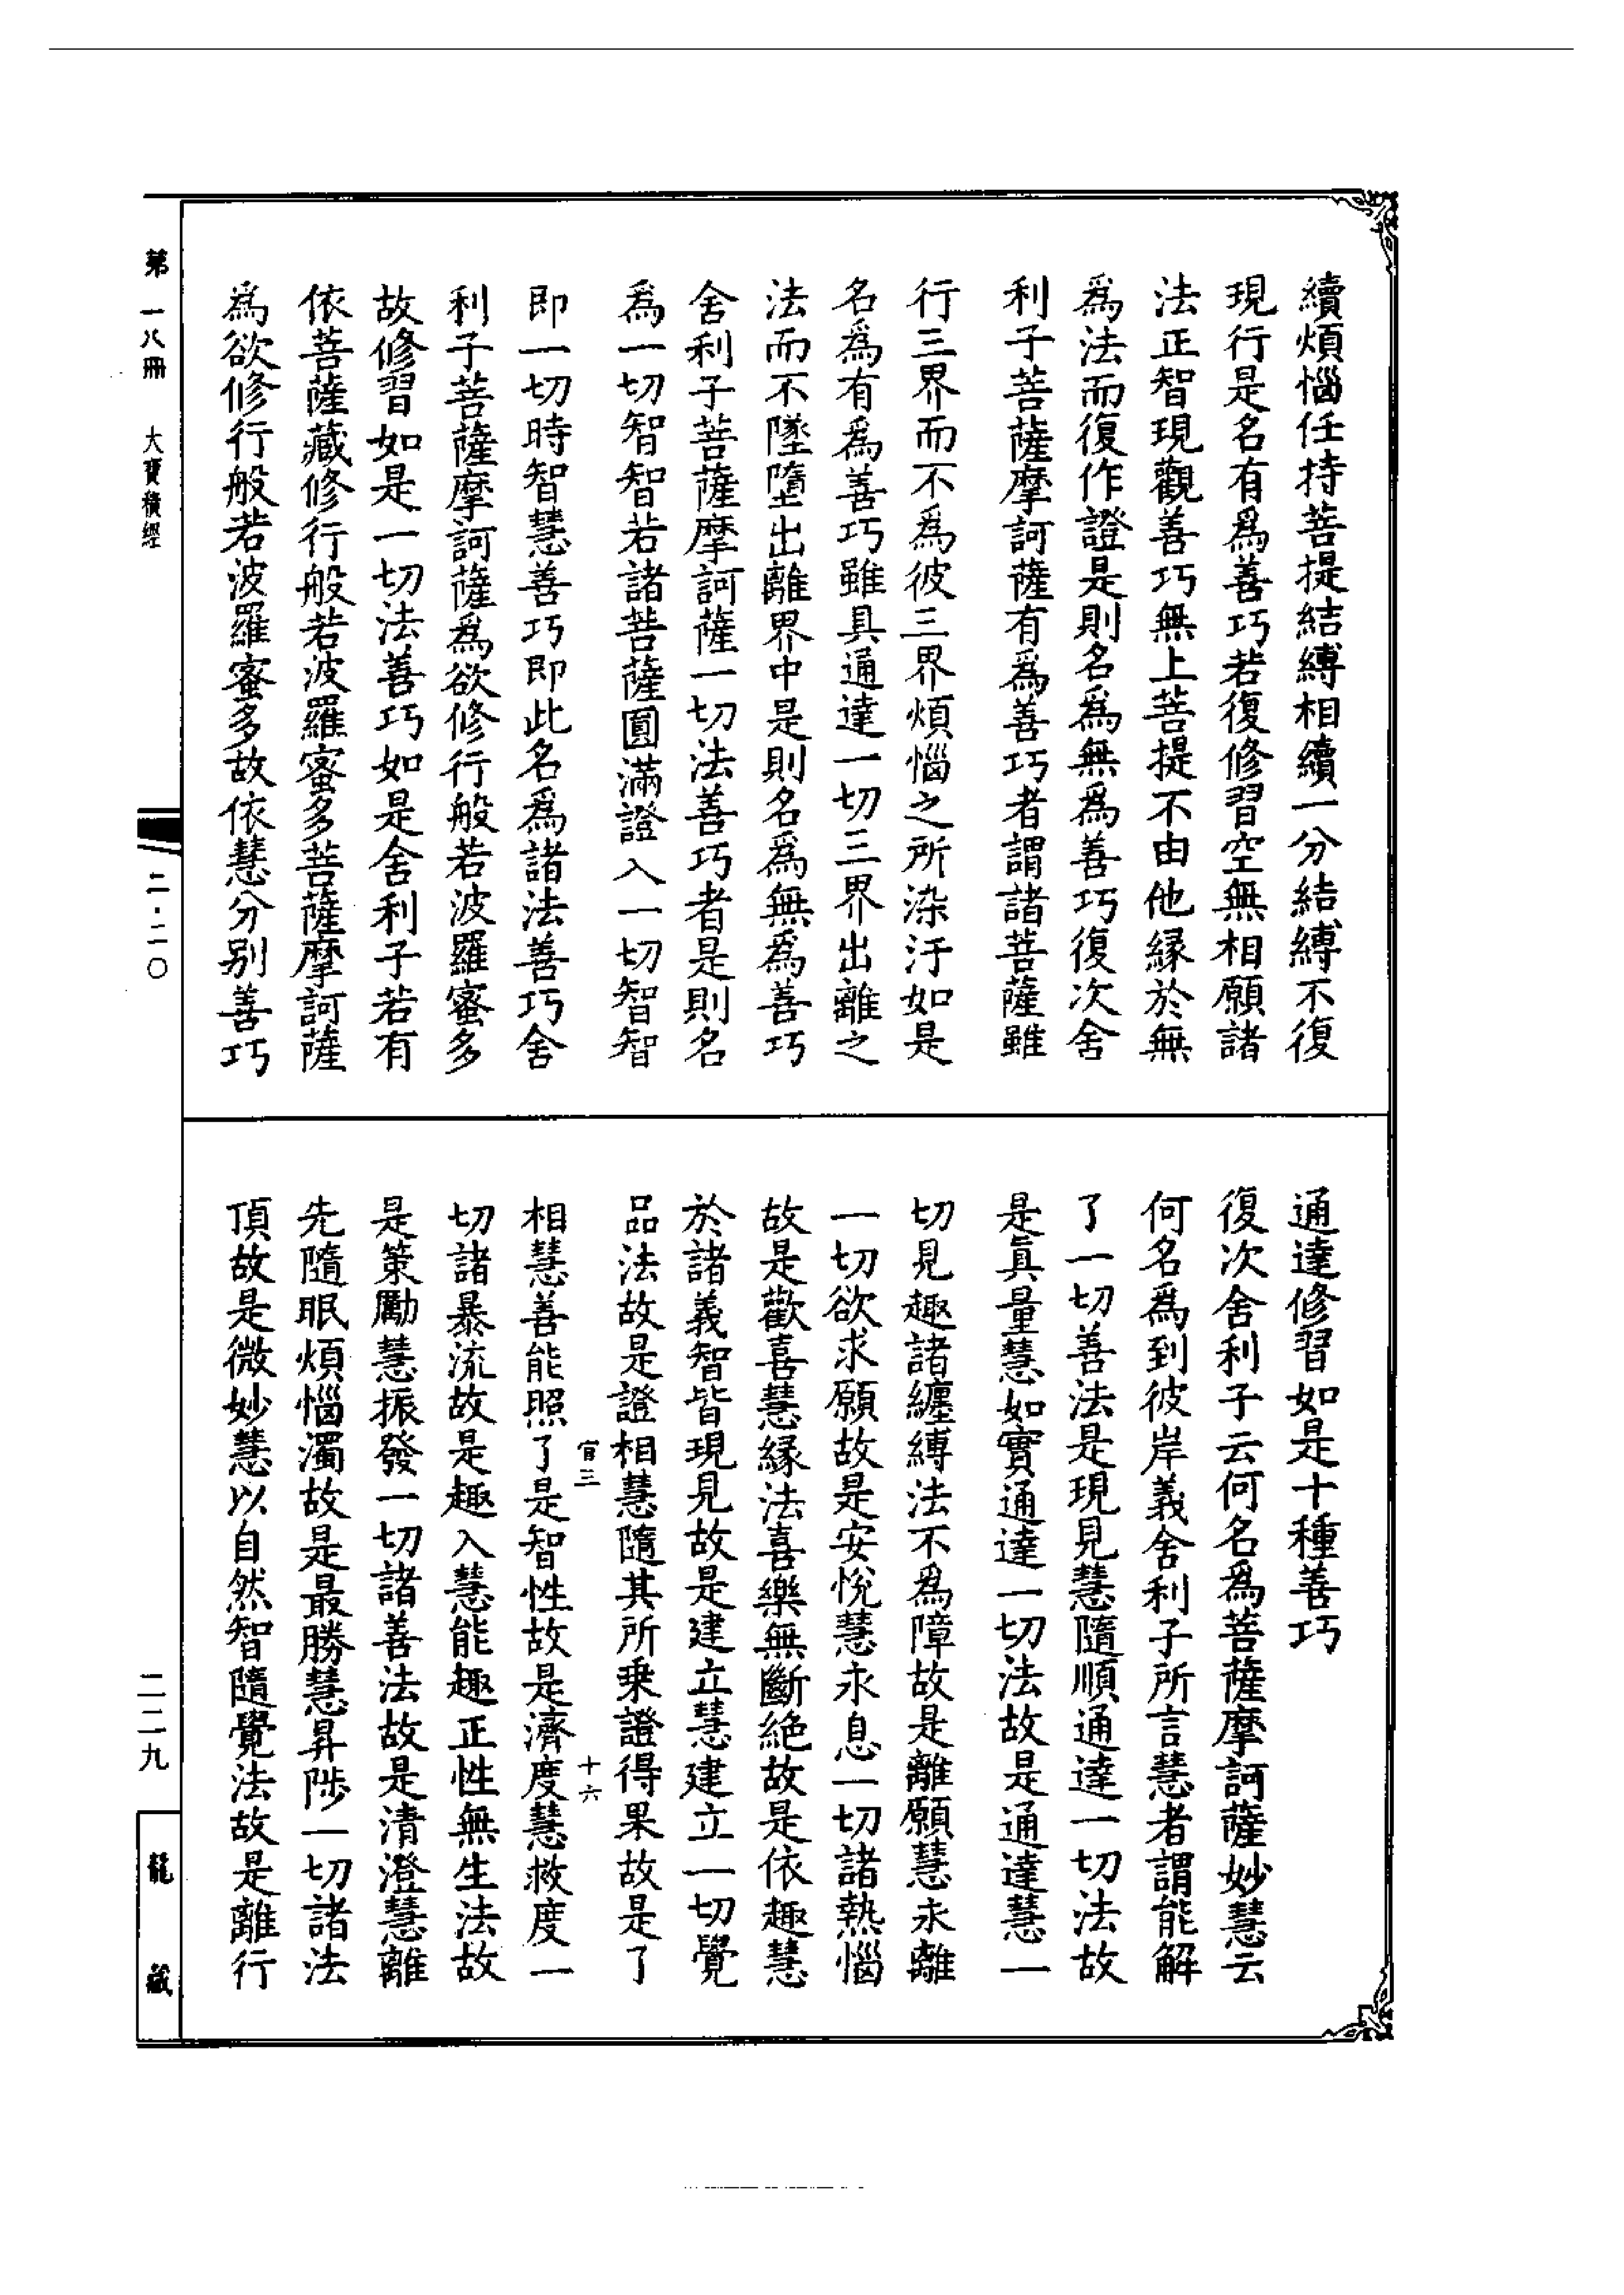 續煩惱任持菩提結縛相續一分結縛不復
現行是名有爲善巧若復修習空無相願諸
法正智現觀善巧無上菩提不由他縁於無
爲法而復作證是則名爲無爲善巧復次舍
利子菩薩摩訶薩有爲善巧者謂諸菩薩雖
行三界而不爲彼三界煩惱之所染汙如是
名爲有爲善巧雖具通達一切三界出離之
法而不墜墮出離界中是則名爲無爲善巧
舍利子菩薩摩訶薩一切法善巧者是則名
爲一切智智若諸菩薩圓滿證入一切智智
即一切時智慧善巧即此名爲諸法善巧舍
利子菩薩摩訶薩爲欲修行般若波羅蜜多
故修習如是一切法善巧如是舍利子若有
依菩薩藏修行般若波羅蜜多菩薩摩訶薩
爲欲修行般若波羅蜜多故依慧分别善巧
通達修習如是十種善巧
復次舍利子云何名爲菩薩摩訶薩妙慧云
何名爲到彼岸義舍利子所言慧者謂能解
了一切善法是現見慧隨順通達一切法故
是真量慧如實通達一切法故是通達慧一
切見趣諸纏縛法不爲障故是離願慧永離
一切欲求願故是安悅慧永息一切諸熱惱
故是歡喜慧縁法喜樂無斷絶故是依趣慧
於諸義智皆現見故是建立慧建立一切覺
品法故是證相慧隨其所乗證得果故是了
官三 十六
相慧善能照了是智性故是濟度慧救度一
切諸暴流故是趣入慧能趣正性無生法故
是策勵慧振發一切諸善法故是清澄慧離
先隨眠煩惱濁故是最勝慧昇陟一切諸法
頂故是微妙慧以自然智隨覺法故是離行
第一八冊 大寶積經
二·二〇
二二九
龍藏